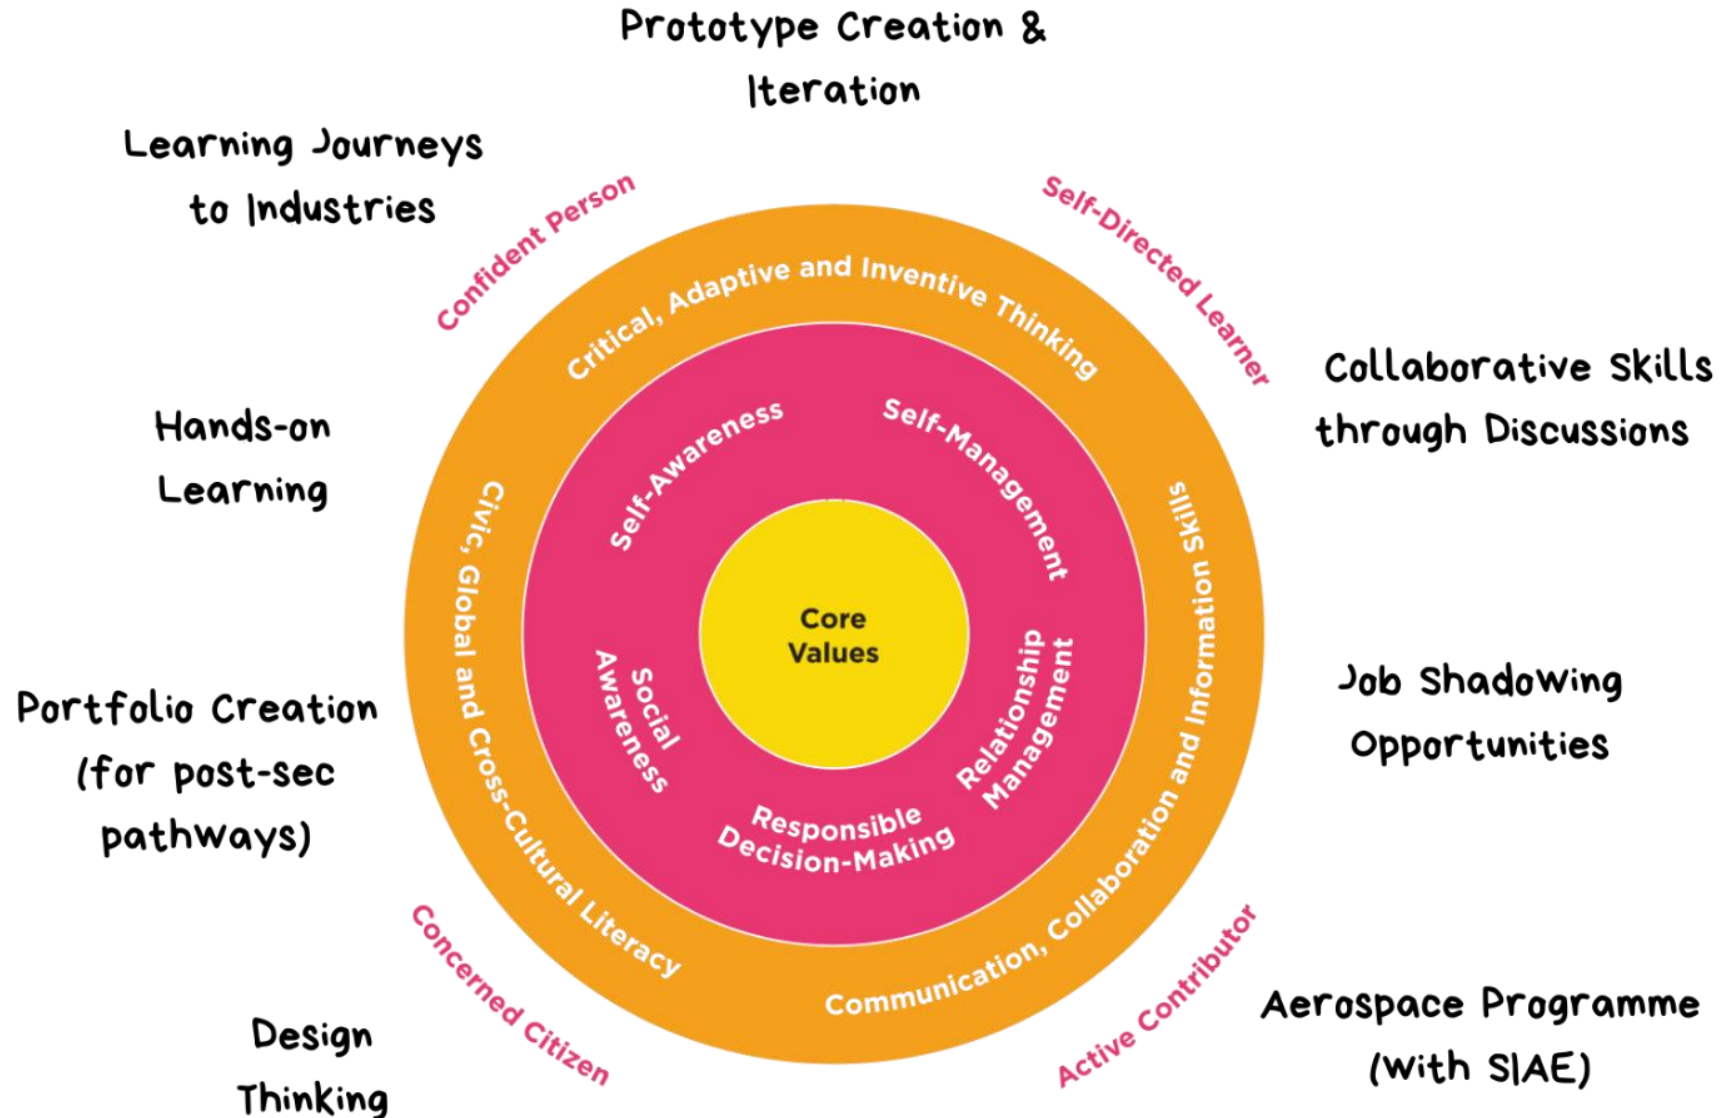 Prototype Creation &
Iteration
Learning Journeys
to Industries
Confident Person
Self-Directed Learner
Critical, Adaptive and Inventive Thinking
Collaborative Skills
through Discussions
Hands-on
Learning
Self-Awareness
Self-Management
Civic, Global and Cross-Cultural Literacy
Communication, Collaboration and Information Skills
Core
Values
Social
Awareness
Relationship
Management
Responsible
Decision-Making
Job Shadowing
Opportunities
Portfolio Creation
(for post-sec
pathways)
Concerned Citizen
Active Contributor
Design
Thinking
Aerospace Programme
(With SIAE)